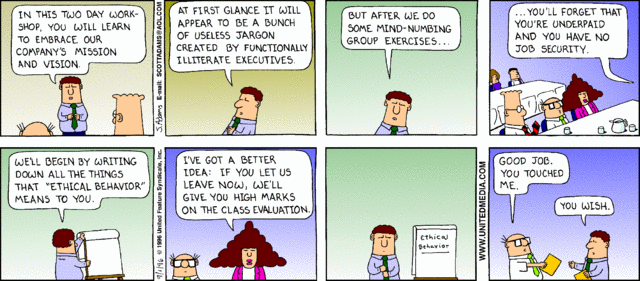 IN THIS TWO DAY WORK-
SHOP, YOU WILL LEARN
TO EMBRACE OUR
COMPANY'S MISSION
AND VISION.
S.Adams E-mail: SCOTTADAMS@AOL.COM
AT FIRST GLANCE IT WILL
APPEAR TO BE A BUNCH
OF USELESS JARGON
CREATED BY FUNCTIONALLY
ILLITERATE EXECUTIVES.
BUT AFTER WE DO
SOME MIND-NUMBING
GROUP EXERCISES...
...YOU'LL FORGET THAT
YOU'RE UNDERPAID
AND YOU HAVE NO
JOB SECURITY.
WE'LL BEGIN BY WRITING
DOWN ALL THE THINGS
THAT "ETHICAL BEHAVIOR"
MEANS TO YOU.
9/1/96 © 1996 United Feature Syndicate, Inc.
I'VE GOT A BETTER
IDEA: IF YOU LET US
LEAVE NOW, WE'LL
GIVE YOU HIGH MARKS
ON THE CLASS EVALUATION.
Ethical
Behavior
WWW.UNITEDMEDIA.COM
GOOD JOB.
YOU TOUCHED
ME.
YOU WISH.